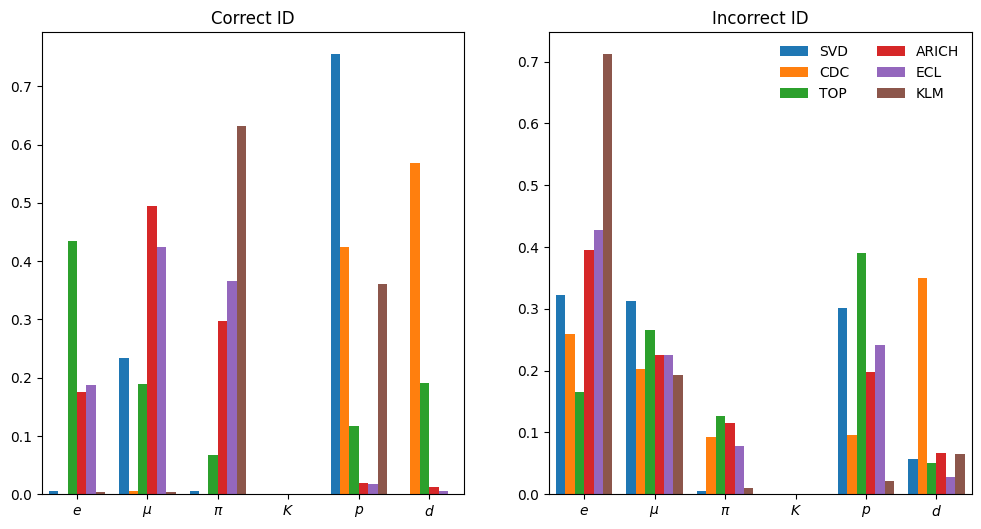 Correct ID
0.7
0.6
0.5
0.4
0.3
0.2
0.1
0.0
e μ π K p d
Incorrect ID
SVD ARICH
CDC ECL
TOP KLM
0.7
0.6
0.5
0.4
0.3
0.2
0.1
0.0
e μ π K p d